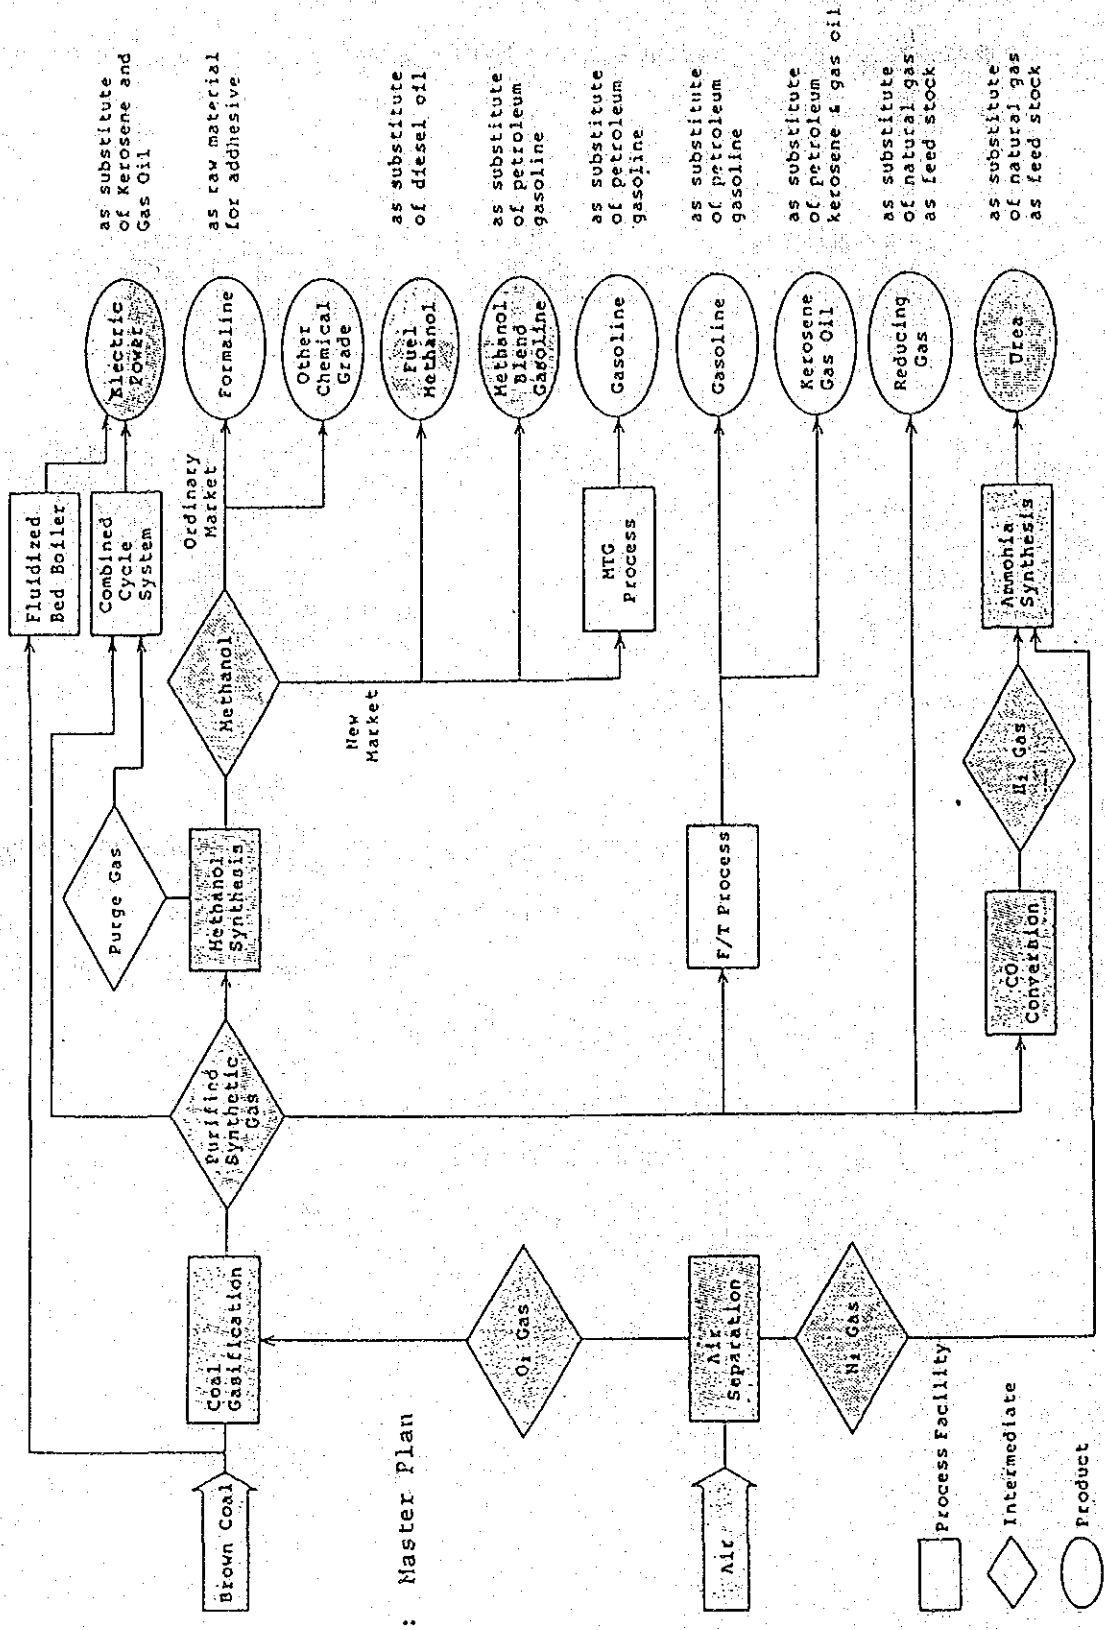 Fluidized
Bed Boiler
Combined
Cycle
System
Electric
Power
as substitute
of Kerosene and
Gas Oil
Purge Gas
Brown Coal
Coal
Gasification
Purifind
Synthetic
Gas
Methanol
Synthesis
Methanol
Ordinary
Market
Formaline
as raw material
for addhesive
Other
Chemical
Grade
New
Market
Fuel
Methanol
as substitute
of diesel oil
: Master Plan
Methanol
Blend
Gasoline
as substitute
of petroleum
gasoline
O₂ Gas
MTG
Process
Gasoline
as substitute
of petroleum
gasoline
Air
Air
Separation
F/T Process
Gasoline
as substitute
of petroleum
gasoline
Kerosene
Gas Oil
as substitute
of petroleum
kerosene & gas oil
N₂ Gas
Reducing
Gas
as substitute
of natural gas
as feed stock
CO
Conversion
H₂ Gas
Ammohia
Synthesis
Urea
as substitute
of natural gas
as feed stock
Process Facility
Intermediate
Product